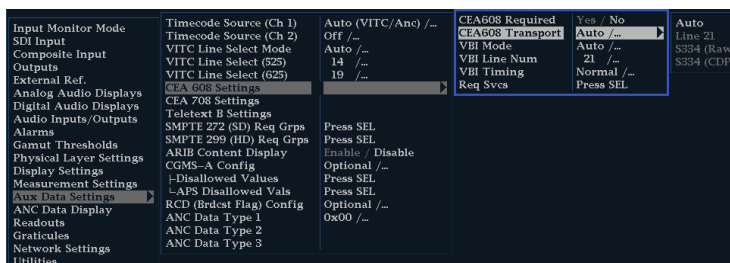 Input Monitor Mode
SDI Input
Composite Input
Outputs
External Ref.
Analog Audio Displays
Digital Audio Displays
Audio Inputs/Outputs
Alarms
Gamut Thresholds
Physical Layer Settings
Display Settings
Measurement Settings
Aux Data Settings
ANC Data Display
Readouts
Graticules
Network Settings
Utilities
Timecode Source (Ch 1) Auto (VITC/Anc) /...
Timecode Source (Ch 2) Off /...
VITC Line Select Mode Auto /...
VITC Line Select (525) 14 /...
VITC Line Select (625) 19 /...
CEA 608 Settings
CEA 708 Settings
Teletext B Settings
SMPTE 272 (SD) Req Grps Press SEL
SMPTE 299 (HD) Req Grps Press SEL
ARIB Content Display Enable / Disable
CGMS-A Config Optional /...
├Disallowed Values Press SEL
└APS Disallowed Vals Press SEL
RCD (Brdcst Flag) Config Optional /...
ANC Data Type 1 0x00 /...
ANC Data Type 2
ANC Data Type 3
CEA608 Required Yes / No
CEA608 Transport Auto /...
VBI Mode Auto /...
VBI Line Num 21 /...
VBI Timing Normal /...
Req Svcs Press SEL
Auto
Line 21
S334 (Raw
S334 (CDP